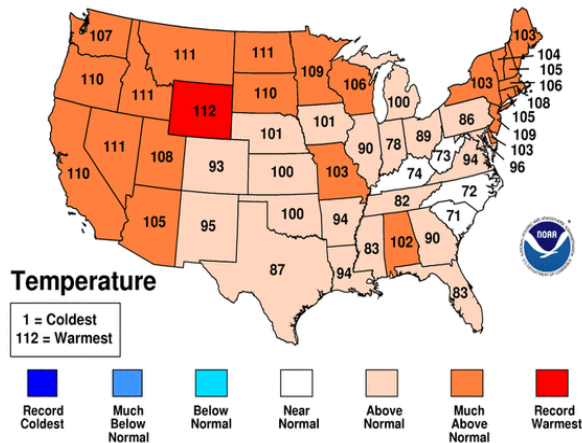 107
111
111
109
106
110
111
112
110
101
101
100
103
104
105
106
108
105
109
103
96
103
86
110
111
108
93
100
103
90
78
89
73
94
74
72
105
95
100
94
82
71
87
94
83
102
90
83
NOAA
Temperature
1 = Coldest
112 = Warmest
Record
Coldest
Much
Below
Normal
Below
Normal
Near
Normal
Above
Normal
Much
Above
Normal
Record
Warmest